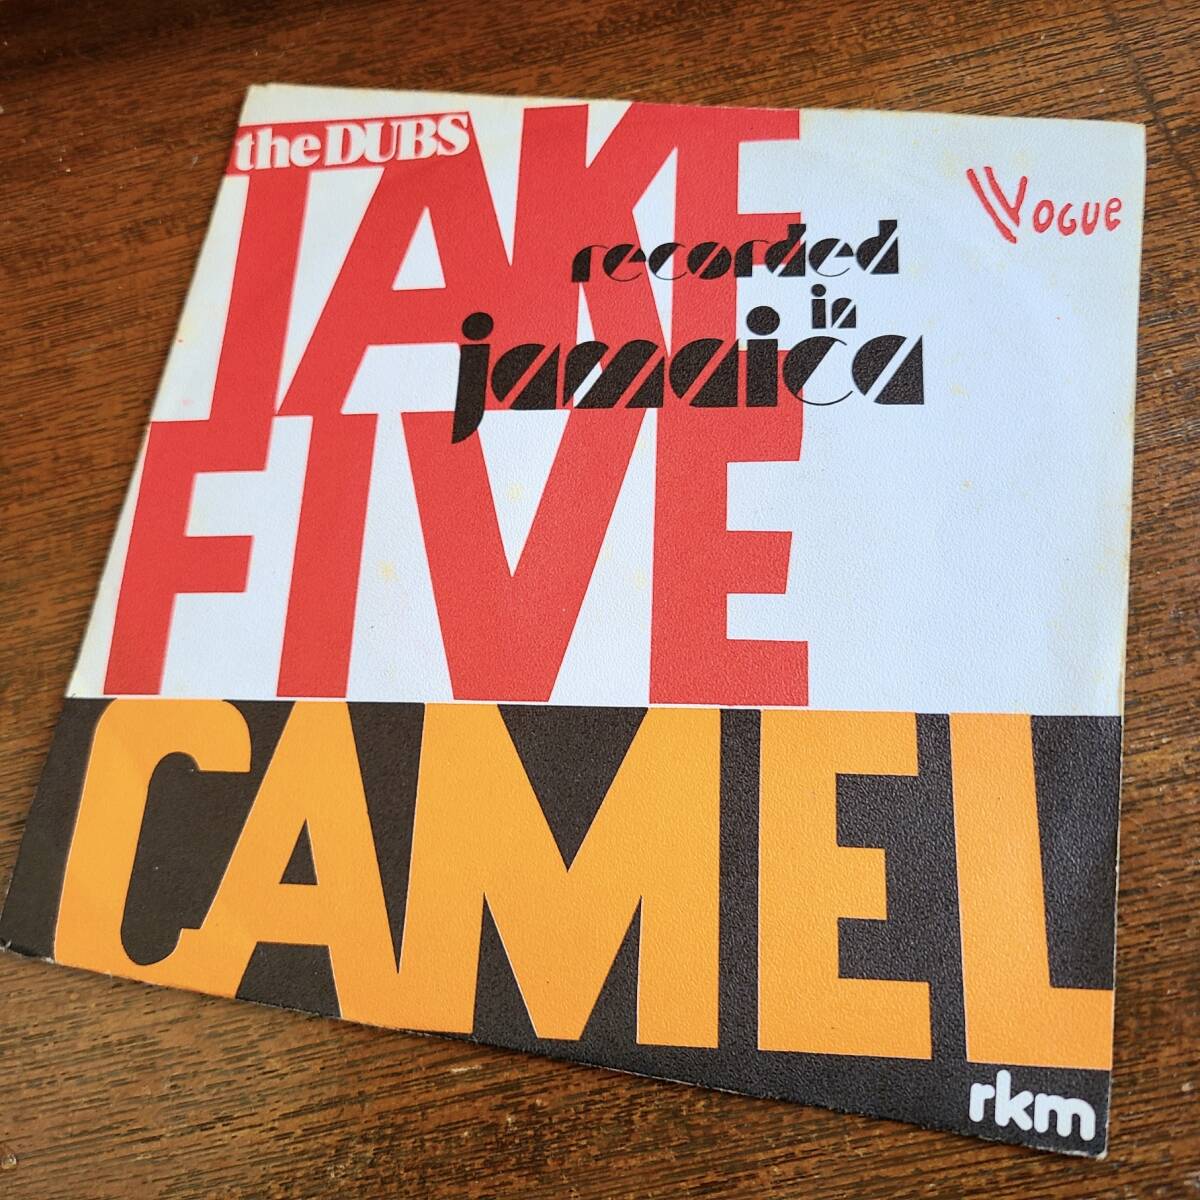 the DUBS
TAKE
VOGUE
recorded
in
jamaica
FIVE
CAMEL
rkm